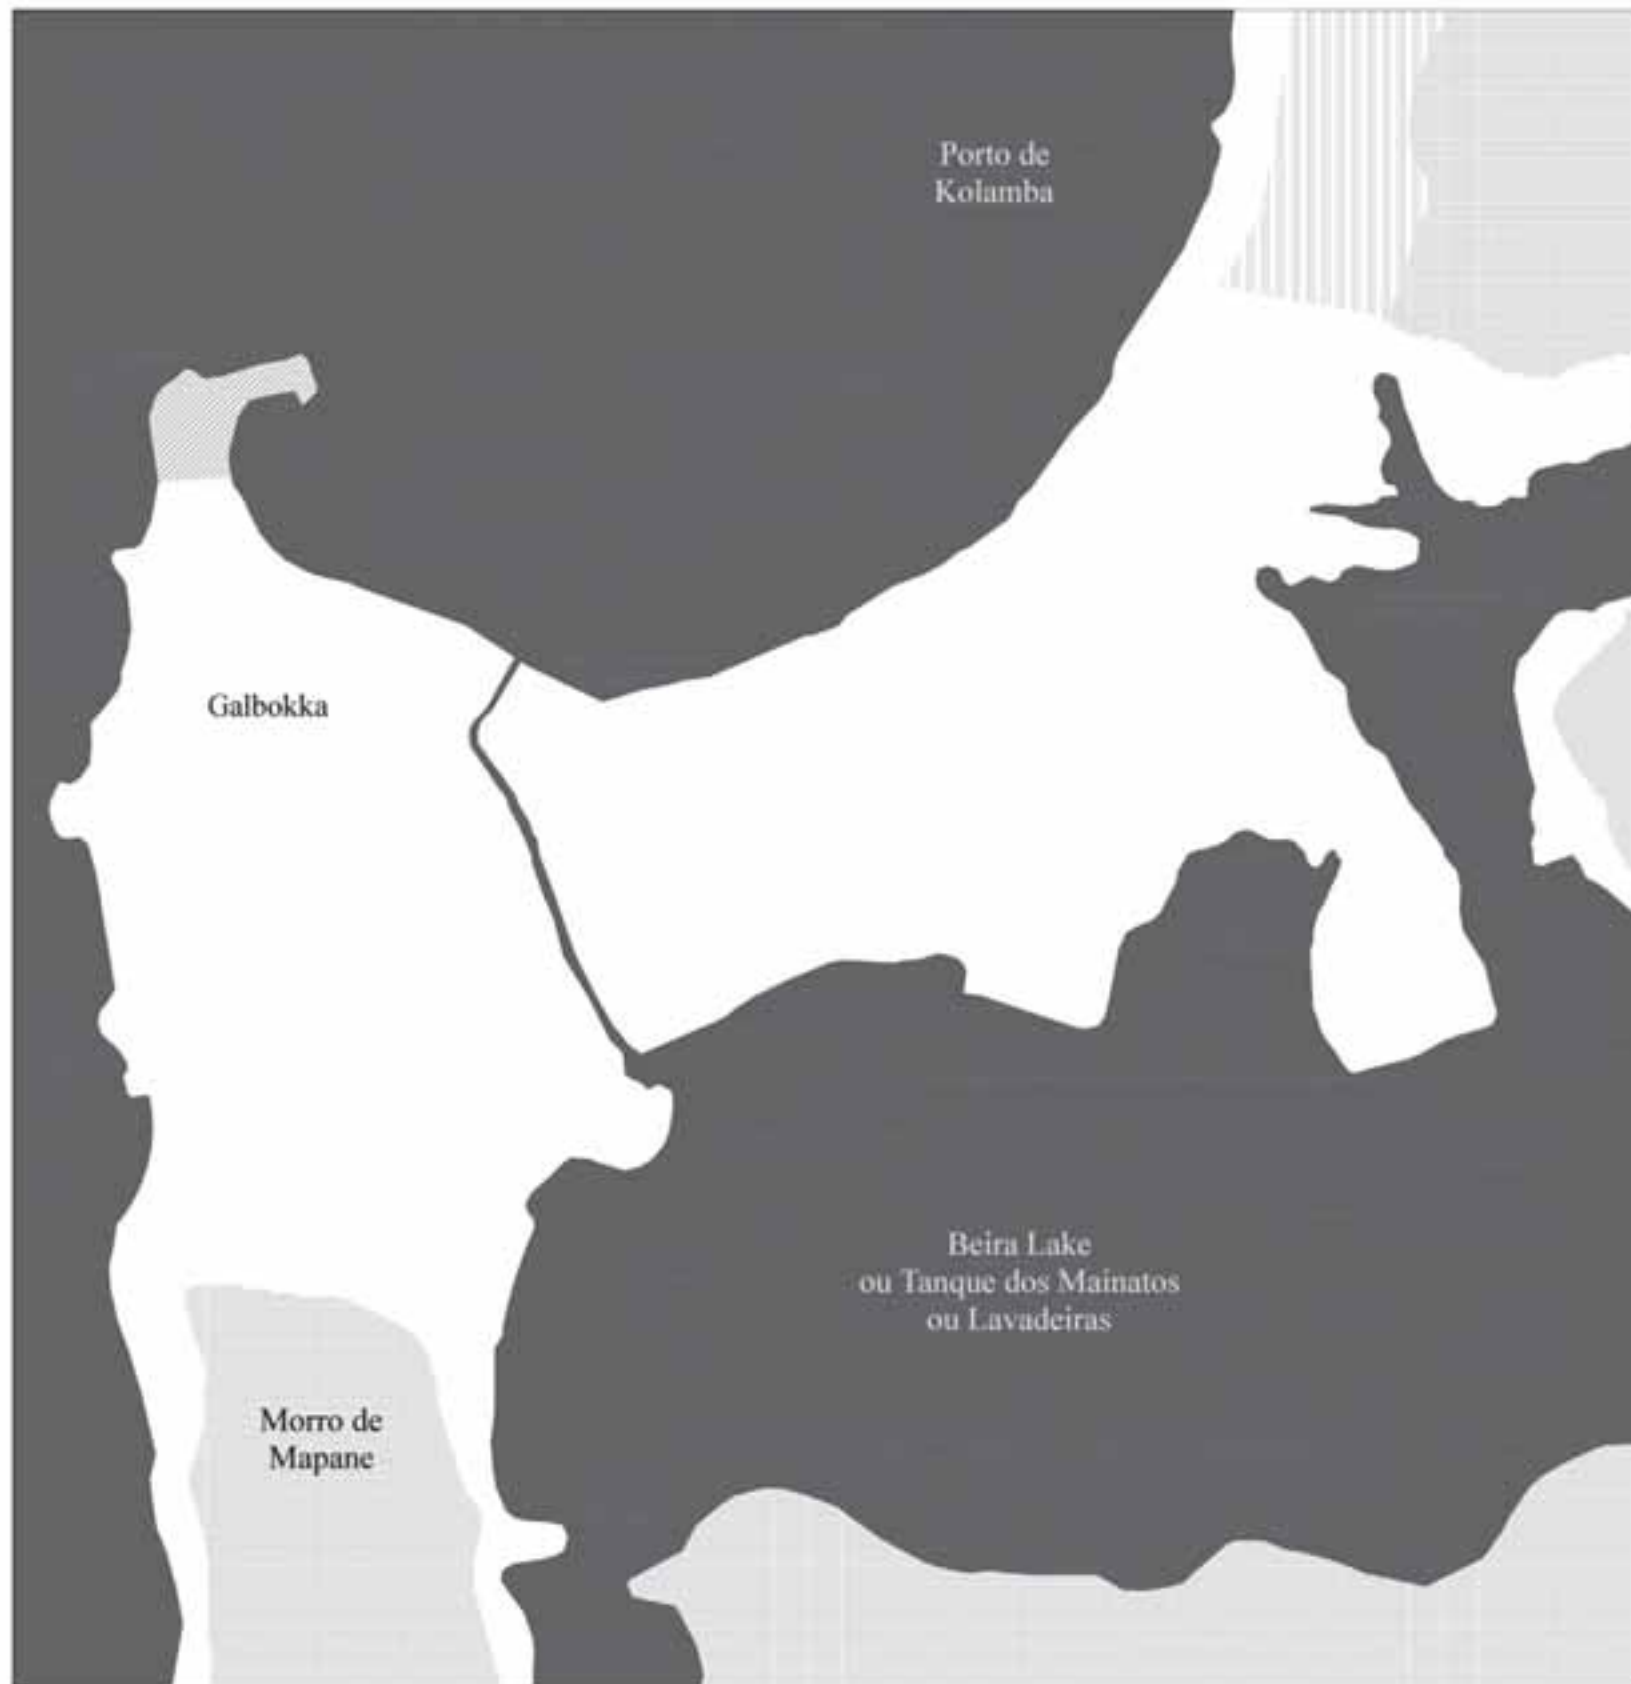 Porto de
Kolamba
Galbokka
Beira Lake
ou Tanque dos Mainatos
ou Lavadeiras
Morro de
Mapane